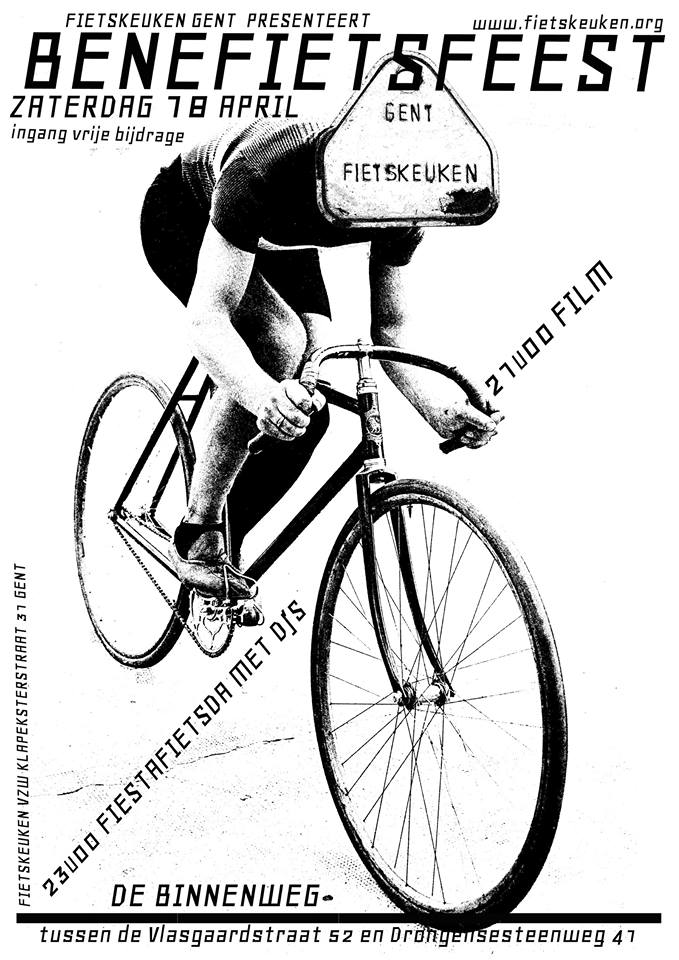 FIETSKEUKEN GENT PRESENTEERT
www.fietskeuken.org
BENEFIETSFEEST
ZATERDAG 18 APRIL
ingang vrije bijdrage
GENT
FIETSKEUKEN
21u00 FILM
23u00 FIESTAFIETSDA MET DJS
FIETSKEUKEN VZW KLAPEKSTERSTRAAT 31 GENT
DE BINNENWEG
tussen de Vlasgaardstraat 52 en Drongensesteenweg 41